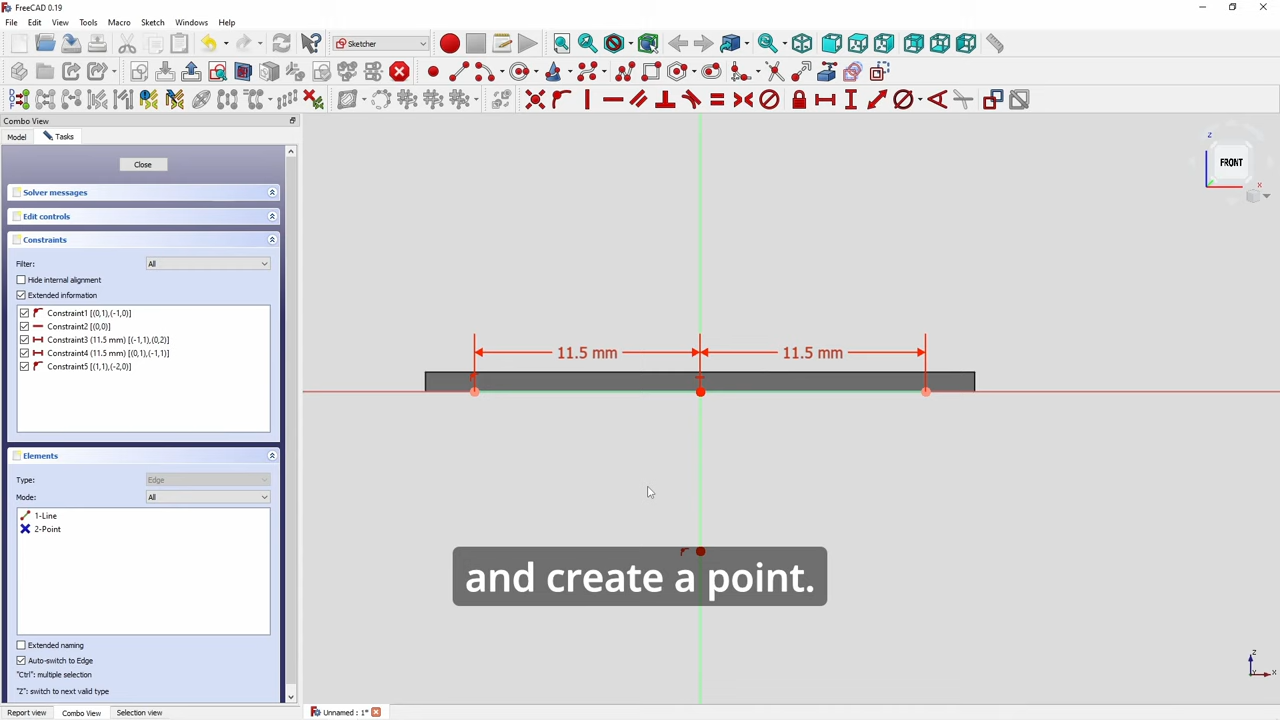 FreeCAD 0.19
File Edit View Tools Macro Sketch Windows Help
Sketcher
Combo View
Model Tasks
Close
Solver messages
Edit controls
Constraints
Filter: All
Hide internal alignment
Extended information
Constraint1 [(0,1),(-1,0)]
Constraint2 [(0,0)]
Constraint3 (11.5 mm) [(-1,1),(0,2)]
Constraint4 (11.5 mm) [(0,1),(-1,1)]
Constraint5 [(1,1),(-2,0)]
Elements
Type: Edge
Mode: All
1-Line
2-Point
Extended naming
Auto-switch to Edge
"Ctrl": multiple selection
"Z": switch to next valid type
Report view Combo View Selection view
Unnamed : 1*
11.5 mm 11.5 mm
and create a point.
Z
FRONT
X
Z
X